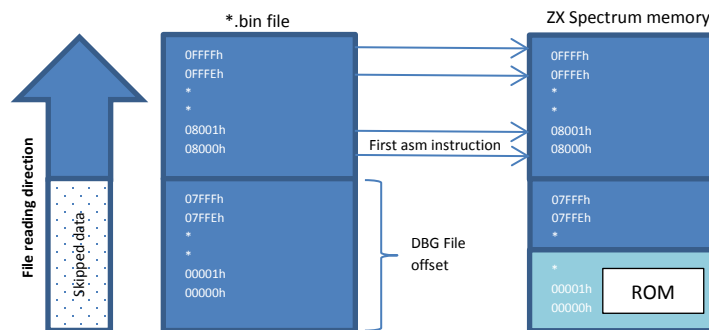 *.bin file
ZX Spectrum memory
File reading direction
Skipped data
0FFFFh
0FFFEh
*
*
08001h
08000h
07FFFh
07FFEh
*
*
00001h
00000h
First asm instruction
DBG File
offset
0FFFFh
0FFFEh
*
*
08001h
08000h
07FFFh
07FFEh
*
*
00001h
00000h
ROM